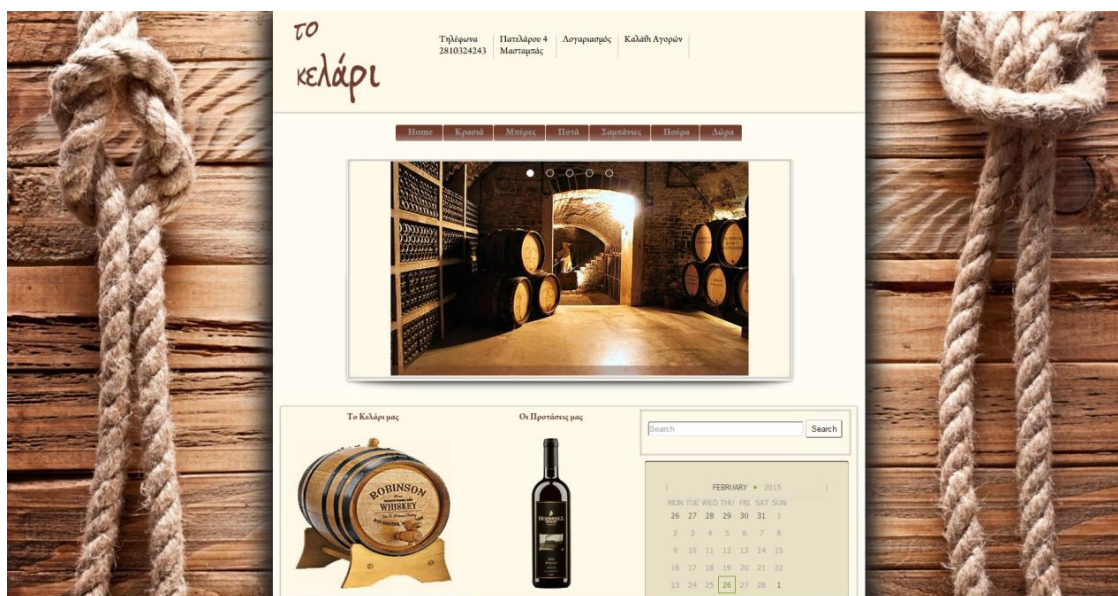 το
κελάρι
Τηλέφωνα
2810324243
Πατελάρου 4
Μασταμπάς
Λογαριασμός
Καλάθι Αγορών
Home Κρασιά Μπέρες Ποτά Σαμπάνιες Πούρα Δώρα
Το Κελάρι μας
Οι Προτάσεις μας
Search Search
ROBINSON
WHISKEY
FEBRUARY • 2015
MON TUE WED THU FRI SAT SUN
26 27 28 29 30 31 1
2 3 4 5 6 7 8
9 10 11 12 13 14 15
16 17 18 19 20 21 22
23 24 25 26 27 28 1